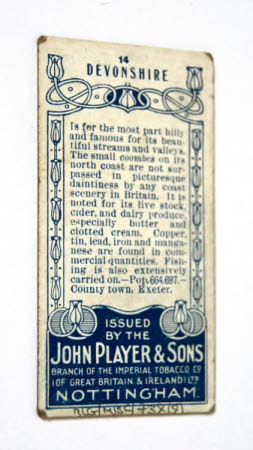 14
DEVONSHIRE
Is for the most part hilly
and famous for its beau-
tiful streams and valleys.
The small coombes on its
north coast are not sur-
passed in picturesque
daintiness by any coast
scenery in Britain. It is
noted for its live stock,
cider, and dairy produce,
especially butter and
clotted cream. Copper,
tin, lead, iron and manga-
nese are found in com-
mercial quantities. Fish-
ing is also extensively
carried on.—Pop. 664,697.—
County town, Exeter.
ISSUED
BY THE
JOHN PLAYER & SONS
BRANCH OF THE IMPERIAL TOBACCO CO
(OF GREAT BRITAIN & IRELAND) LTD
NOTTINGHAM.